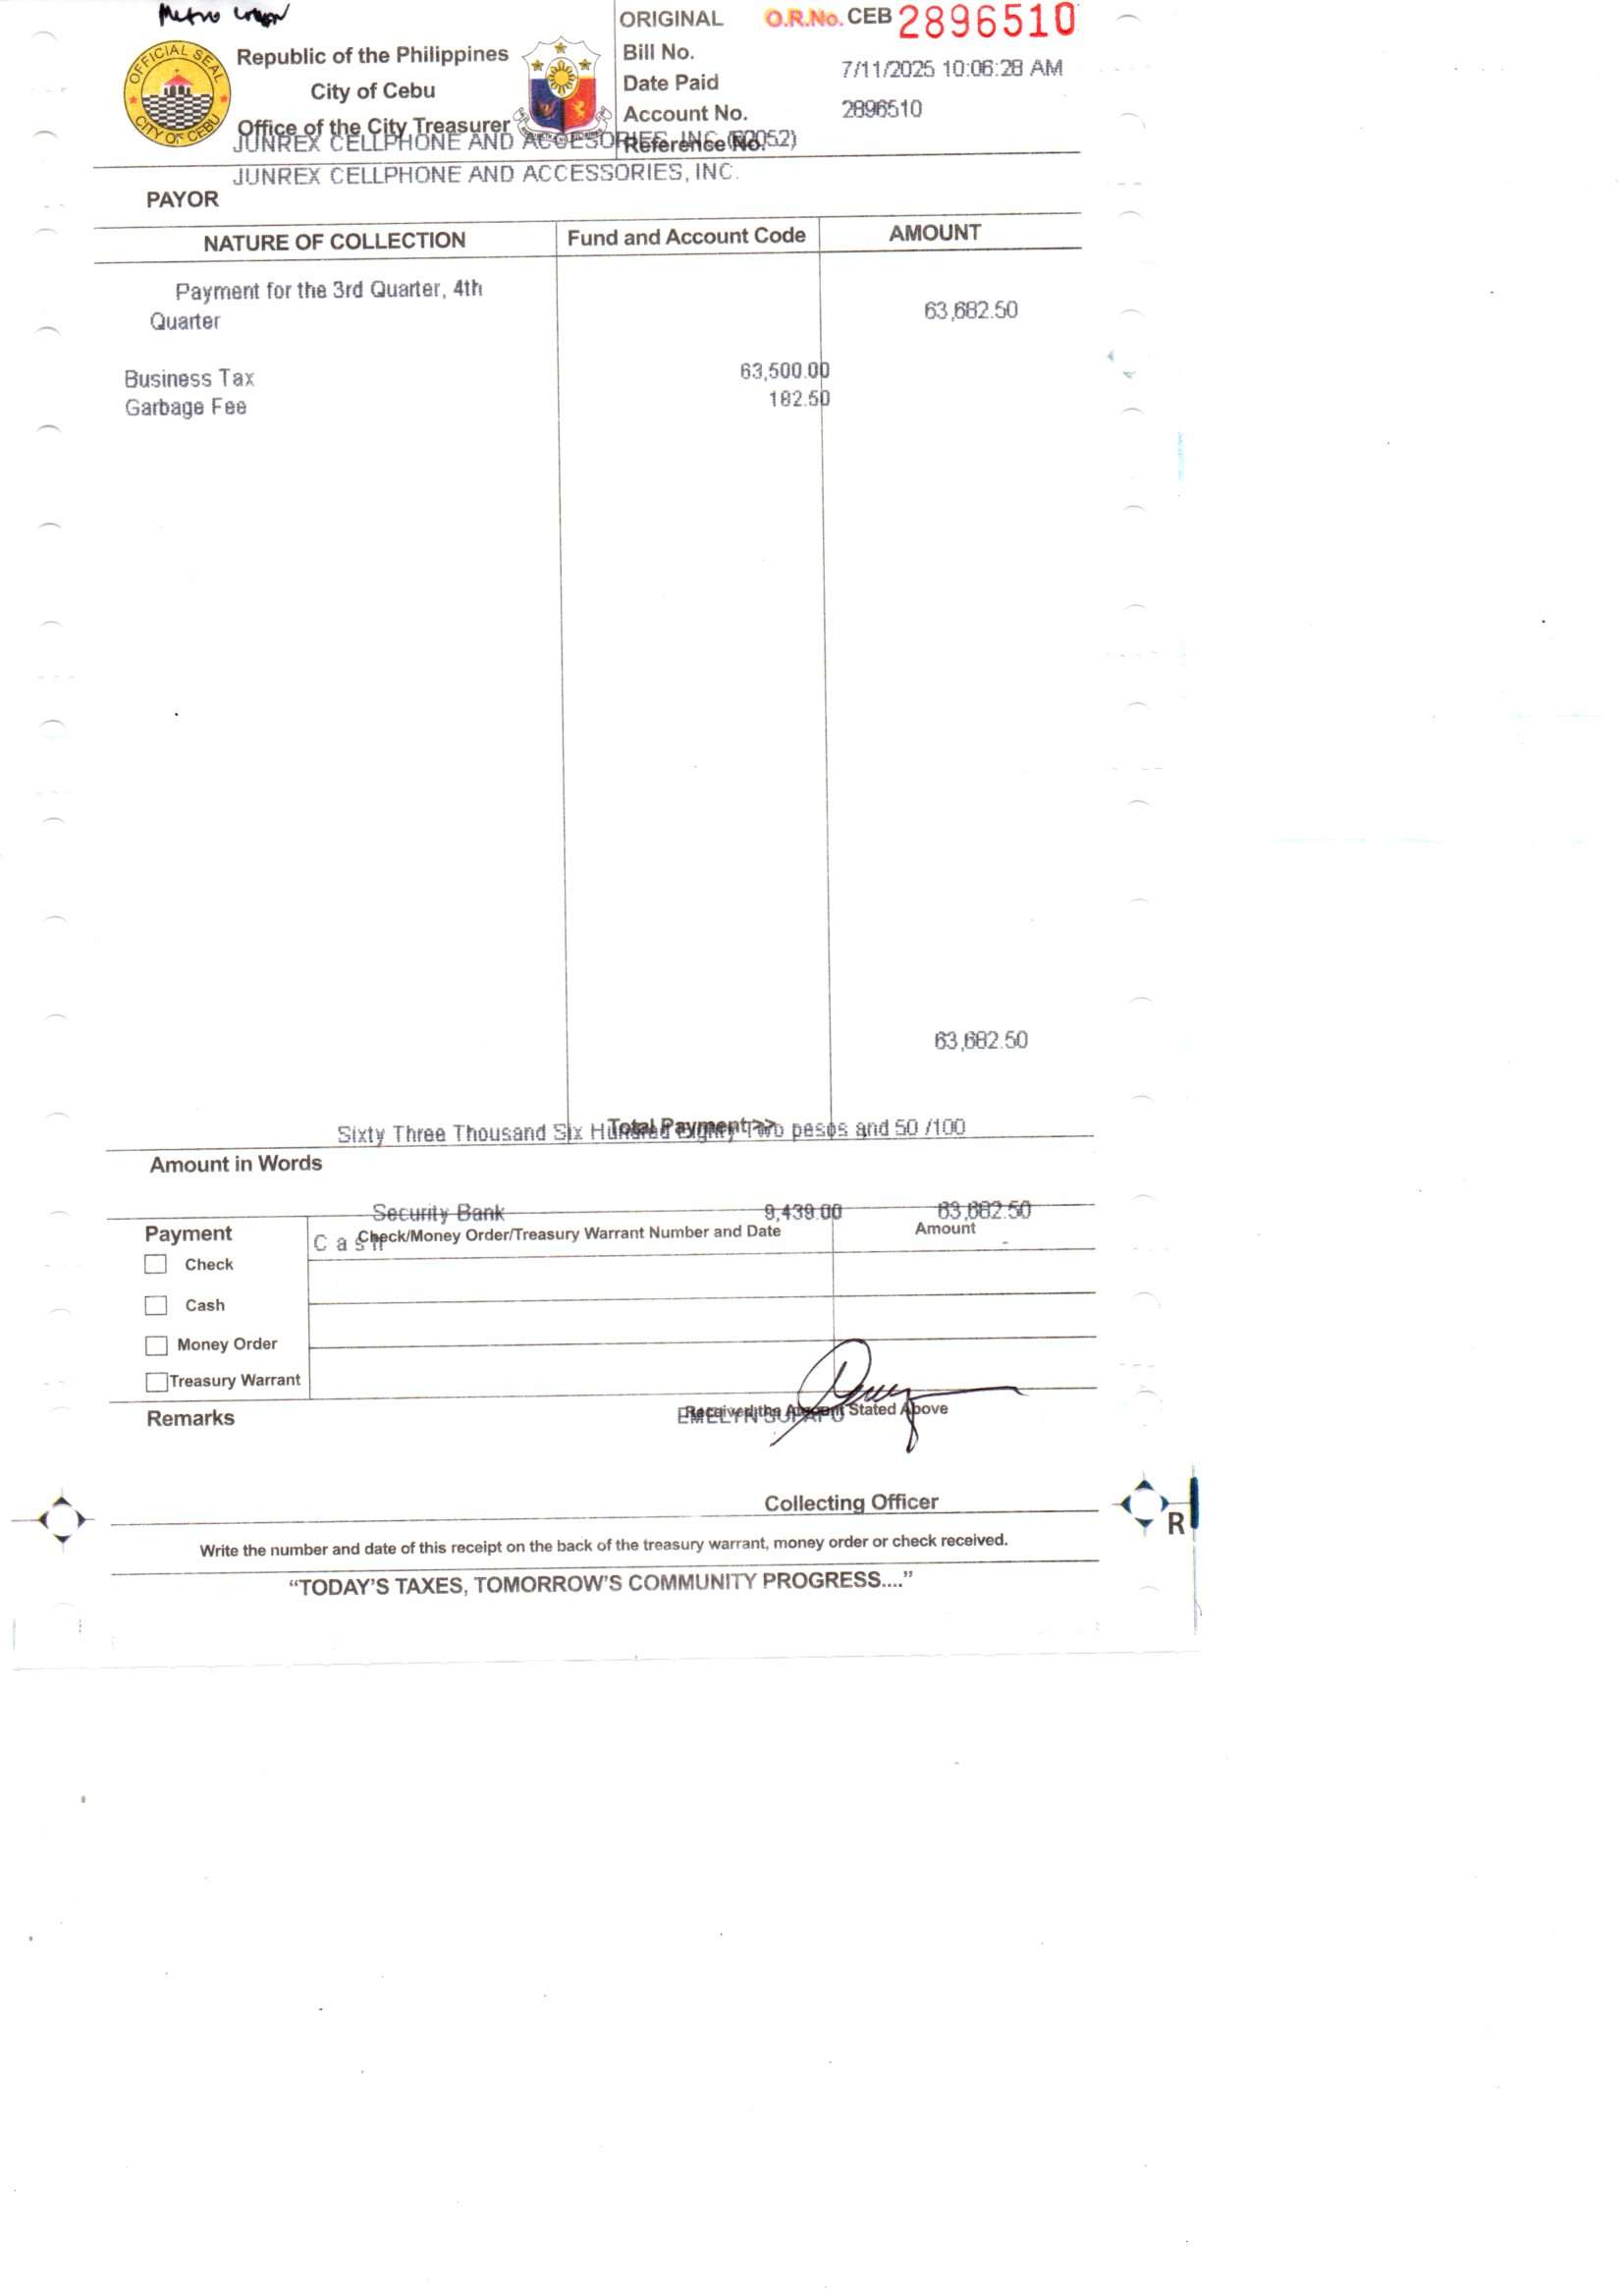 Metro
ORIGINAL O.R.No. CEB 2896510
OFFICIAL SEAL
CITY OF CEBU
Republic of the Philippines
City of Cebu
Office of the City Treasurer
Bill No.
Date Paid 7/11/2025 10:06:28 AM
Account No. 2896510
Reference No.
JUNREX CELLPHONE AND
JUNREX CELLPHONE AND ACCESSORIES, INC.
PAYOR
NATURE OF COLLECTION Fund and Account Code AMOUNT
Payment for the 3rd Quarter, 4th
Quarter 63,682.50
Business Tax 63,500.00
Garbage Fee 182.50
63,682.50
Total Payment >>
Sixty Three Thousand Six Hundred Eighty Two pesos and 50 /100
Amount in Words
Security Bank 9,439.00 63,682.50
Payment Check/Money Order/Treasury Warrant Number and Date Amount
C a s h -
Check
Cash
Money Order
Treasury Warrant
Remarks Received the Amount Stated Above
EMELYN
Collecting Officer
R
Write the number and date of this receipt on the back of the treasury warrant, money order or check received.
“TODAY'S TAXES, TOMORROW'S COMMUNITY PROGRESS....”